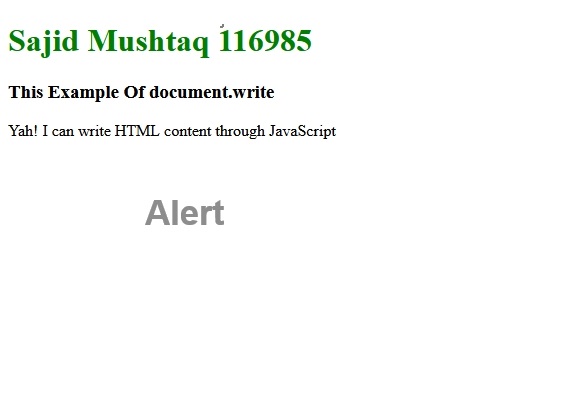 Sajid Mushtaq 116985
This Example Of document.write
Yah! I can write HTML content through JavaScript
Alert